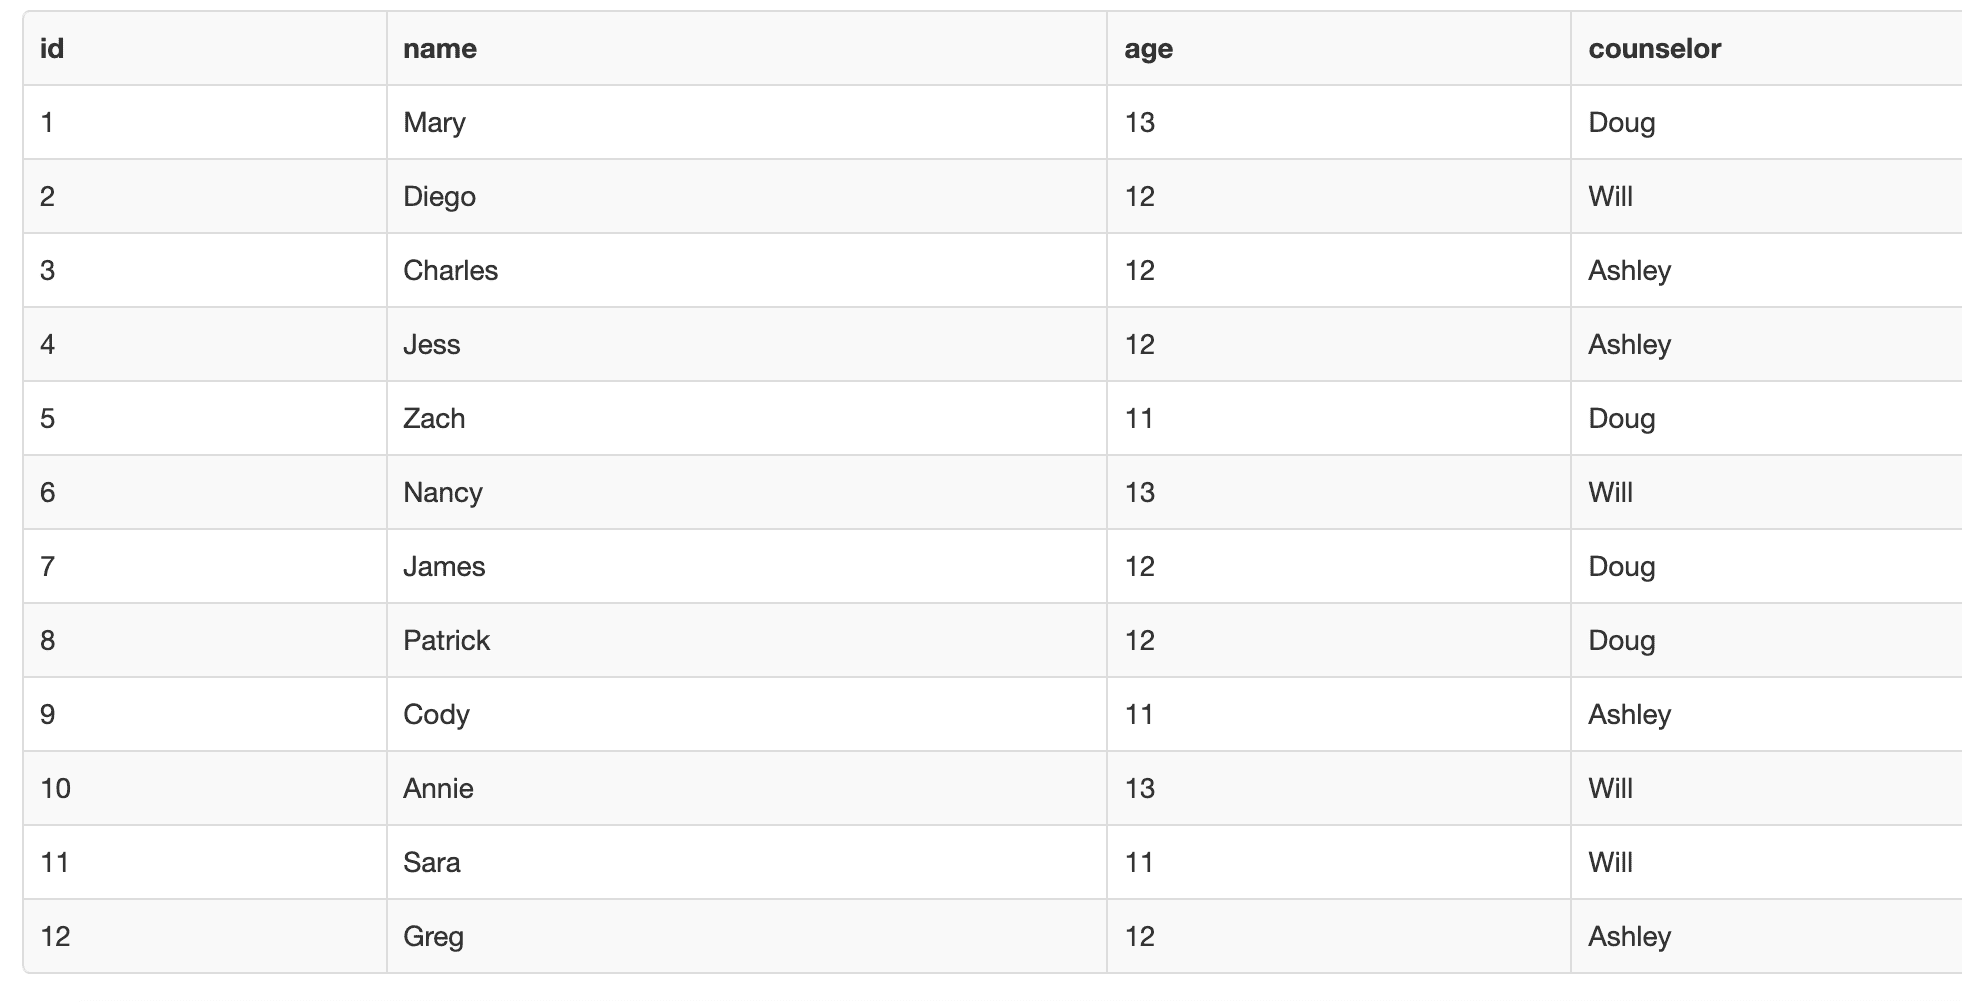 id name age counselor
1 Mary 13 Doug
2 Diego 12 Will
3 Charles 12 Ashley
4 Jess 12 Ashley
5 Zach 11 Doug
6 Nancy 13 Will
7 James 12 Doug
8 Patrick 12 Doug
9 Cody 11 Ashley
10 Annie 13 Will
11 Sara 11 Will
12 Greg 12 Ashley